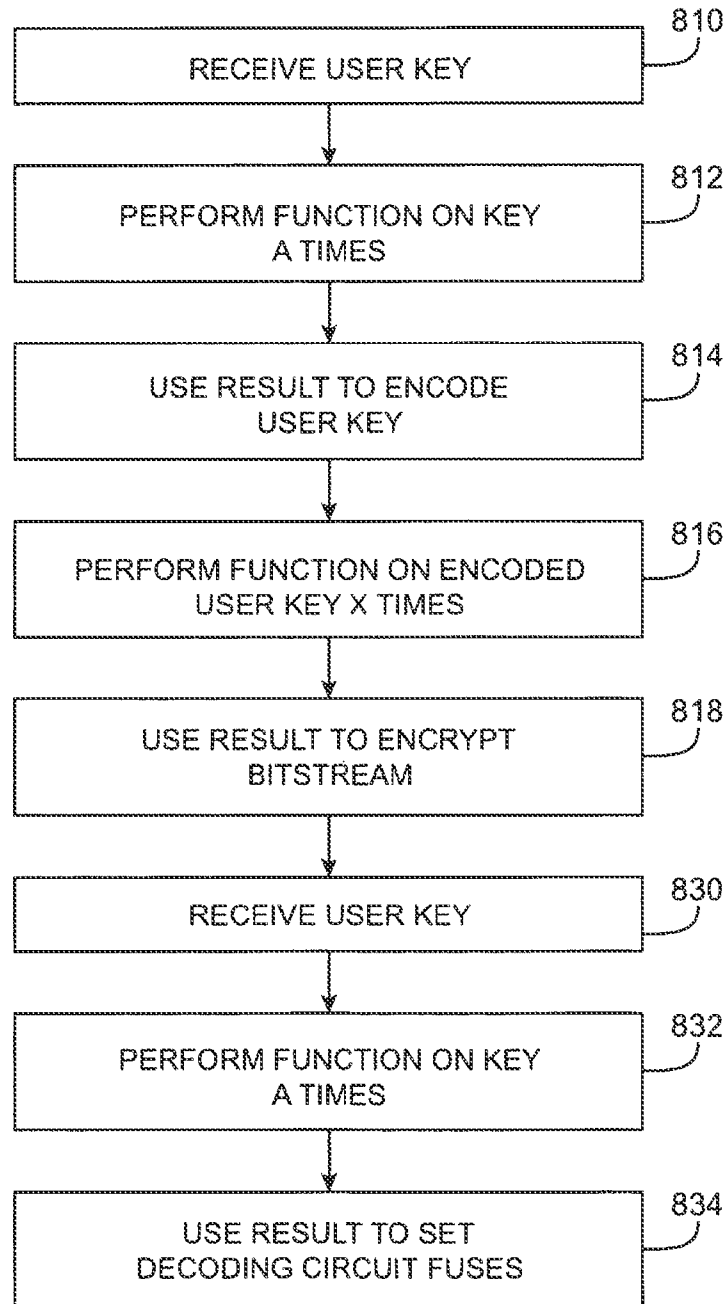 810
RECEIVE USER KEY
812
PERFORM FUNCTION ON KEY
A TIMES
814
USE RESULT TO ENCODE
USER KEY
816
PERFORM FUNCTION ON ENCODED
USER KEY X TIMES
818
USE RESULT TO ENCRYPT
BITSTREAM
830
RECEIVE USER KEY
832
PERFORM FUNCTION ON KEY
A TIMES
834
USE RESULT TO SET
DECODING CIRCUIT FUSES